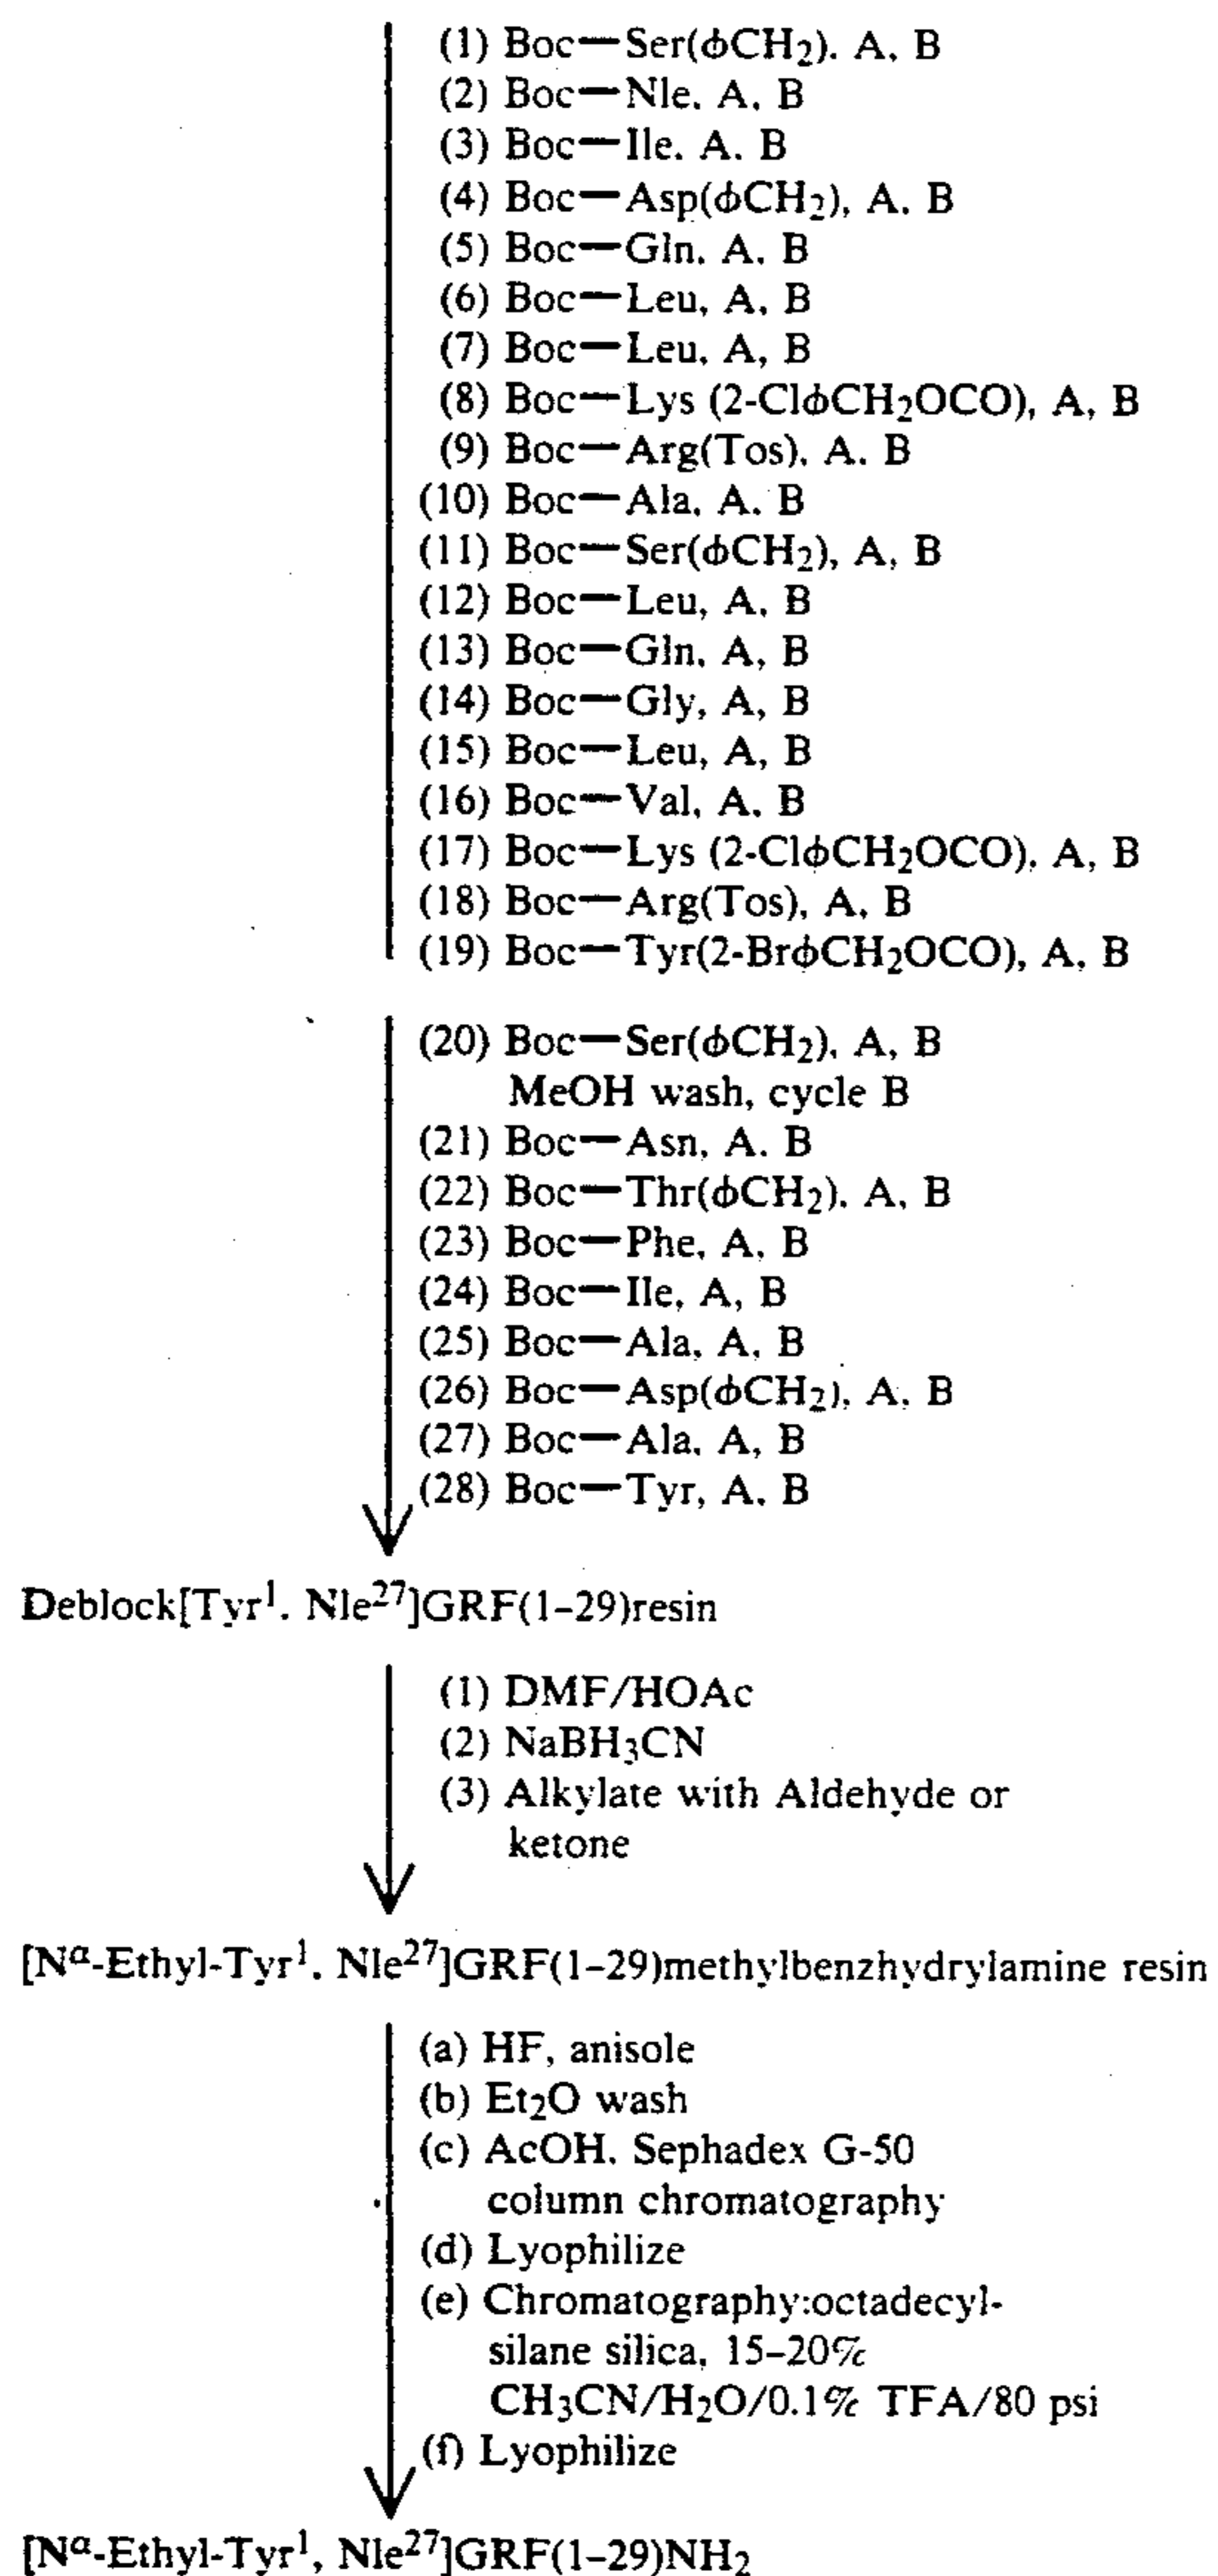 (1) Boc—Ser(ϕCH₂). A, B
(2) Boc—Nle. A. B
(3) Boc—Ile. A. B
(4) Boc—Asp(ϕCH₂), A. B
(5) Boc—Gln. A. B
(6) Boc—Leu, A, B
(7) Boc—Leu, A, B
(8) Boc—Lys (2-ClϕCH₂OCO), A, B
(9) Boc—Arg(Tos). A. B
(10) Boc—Ala. A. B
(11) Boc—Ser(ϕCH₂), A, B
(12) Boc—Leu, A, B
(13) Boc—Gln, A, B
(14) Boc—Gly, A, B
(15) Boc—Leu, A, B
(16) Boc—Val, A, B
(17) Boc—Lys (2-ClϕCH₂OCO). A, B
(18) Boc—Arg(Tos), A, B
(19) Boc—Tyr(2-BrϕCH₂OCO), A, B
(20) Boc—Ser(ϕCH₂), A, B
MeOH wash, cycle B
(21) Boc—Asn, A. B
(22) Boc—Thr(ϕCH₂). A, B
(23) Boc—Phe, A, B
(24) Boc—Ile, A, B
(25) Boc—Ala, A, B
(26) Boc—Asp(ϕCH₂), A, B
(27) Boc—Ala. A, B
(28) Boc—Tyr, A, B
Deblock[Tyr¹. Nle²⁷]GRF(1–29)resin
(1) DMF/HOAc
(2) NaBH₃CN
(3) Alkylate with Aldehyde or
ketone
[Nᵅ-Ethyl-Tyr¹. Nle²⁷]GRF(1–29)methylbenzhydrylamine resin
(a) HF, anisole
(b) Et₂O wash
(c) AcOH. Sephadex G-50
column chromatography
(d) Lyophilize
(e) Chromatography:octadecyl-
silane silica, 15–20%
CH₃CN/H₂O/0.1% TFA/80 psi
(f) Lyophilize
[Nᵅ-Ethyl-Tyr¹, Nle²⁷]GRF(1–29)NH₂